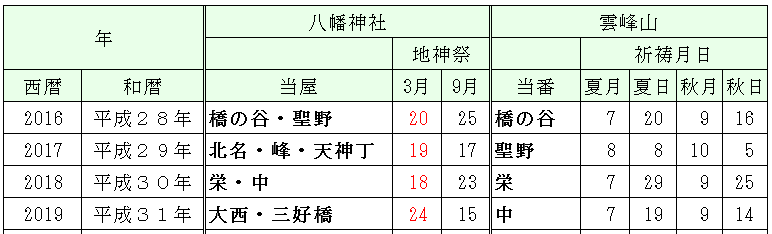 年 八幡神社 雲峰山
地神祭 祈祷月日
西暦 和暦 当屋 3月 9月 当番 夏月 夏日 秋月 秋日
2016 平成２８年 橋の谷・聖野 20 25 橋の谷 7 20 9 16
2017 平成２９年 北名・峰・天神丁 19 17 聖野 8 8 10 5
2018 平成３０年 栄・中 18 23 栄 7 29 9 25
2019 平成３１年 大西・三好橋 24 15 中 7 19 9 14